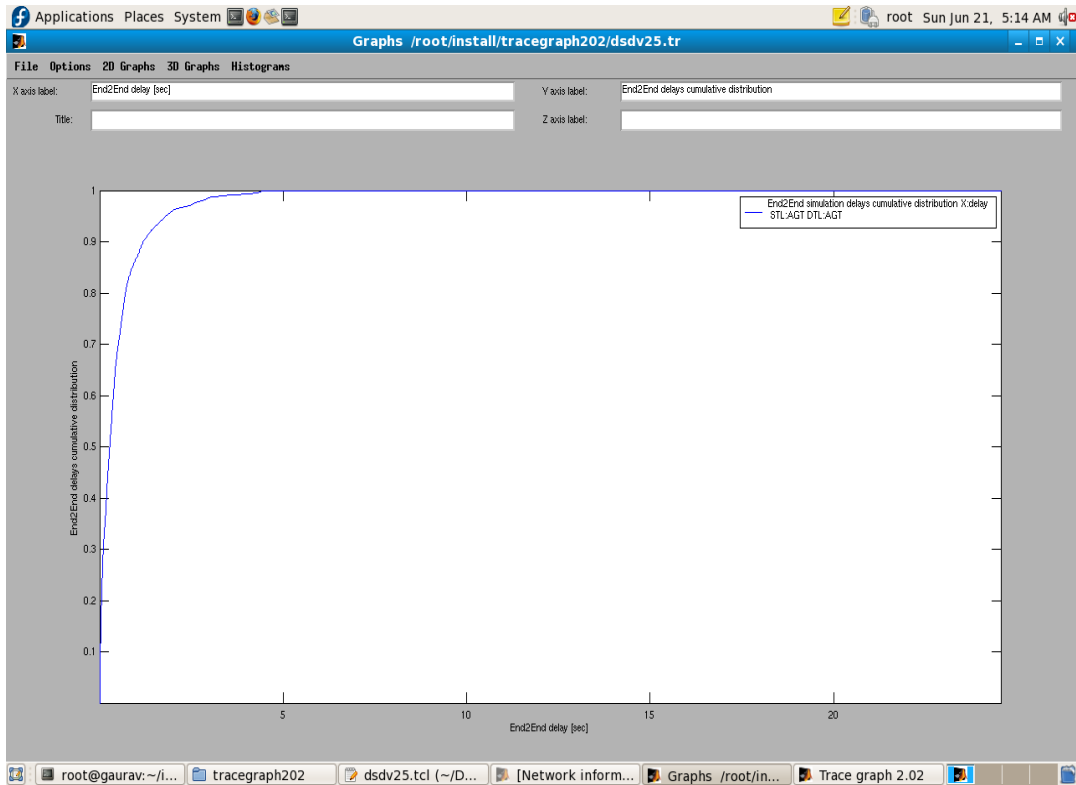 Applications Places System root Sun Jun 21, 5:14 AM
Graphs /root/install/tracegraph202/dsdv25.tr
File Options 2D Graphs 3D Graphs Histograms
X axis label: End2End delay [sec] Y axis label: End2End delays cumulative distribution
Title: Z axis label:
1
End2End simulation delays cumulative distribution X:delay
STL:AGT DTL:AGT
0.9
0.8
0.7
0.6
0.5
0.4
0.3
0.2
0.1
End2End delays cumulative distribution
5 10 15 20
End2End delay [sec]
root@gaurav:~/i... tracegraph202 dsdv25.tcl (~/D... [Network inform... Graphs /root/in... Trace graph 2.02